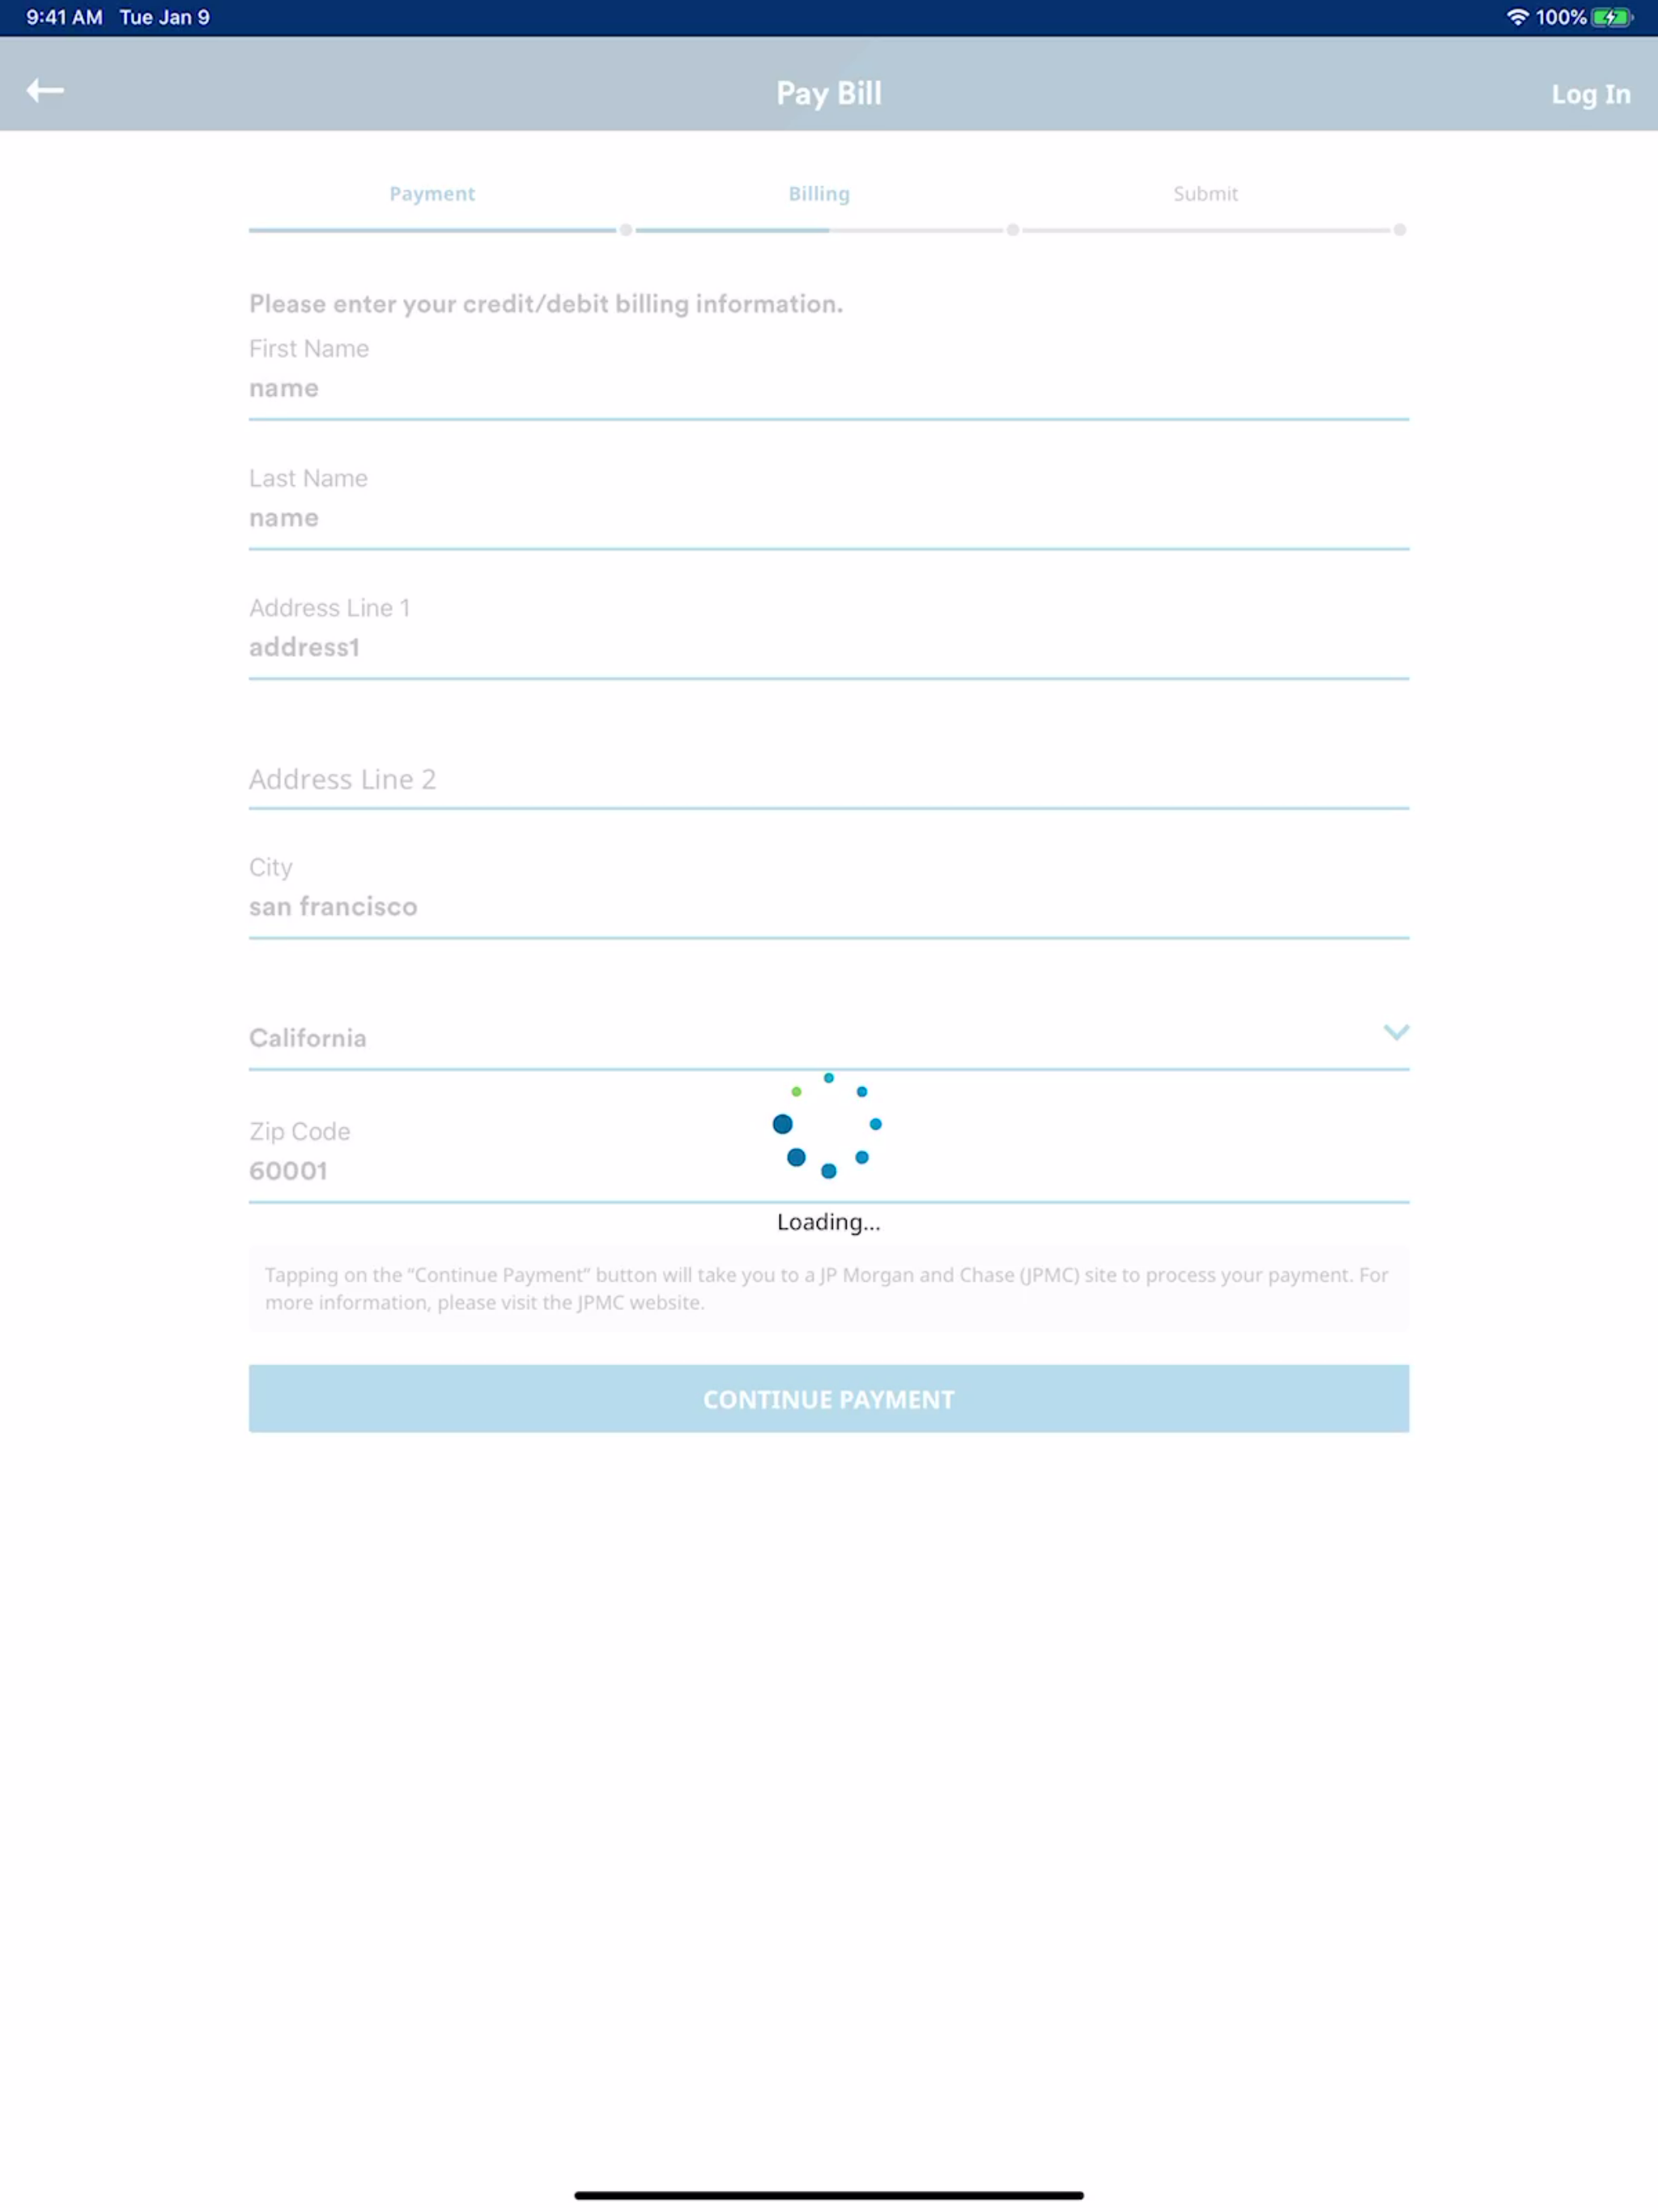 9:41 AM Tue Jan 9
100%
Pay Bill
Log In
Payment
Billing
Submit
Please enter your credit/debit billing information.
First Name
name
Last Name
name
Address Line 1
address1
Address Line 2
City
san francisco
California
Zip Code
60001
Loading...
Tapping on the “Continue Payment” button will take you to a JP Morgan and Chase (JPMC) site to process your payment. For
more information, please visit the JPMC website.
CONTINUE PAYMENT